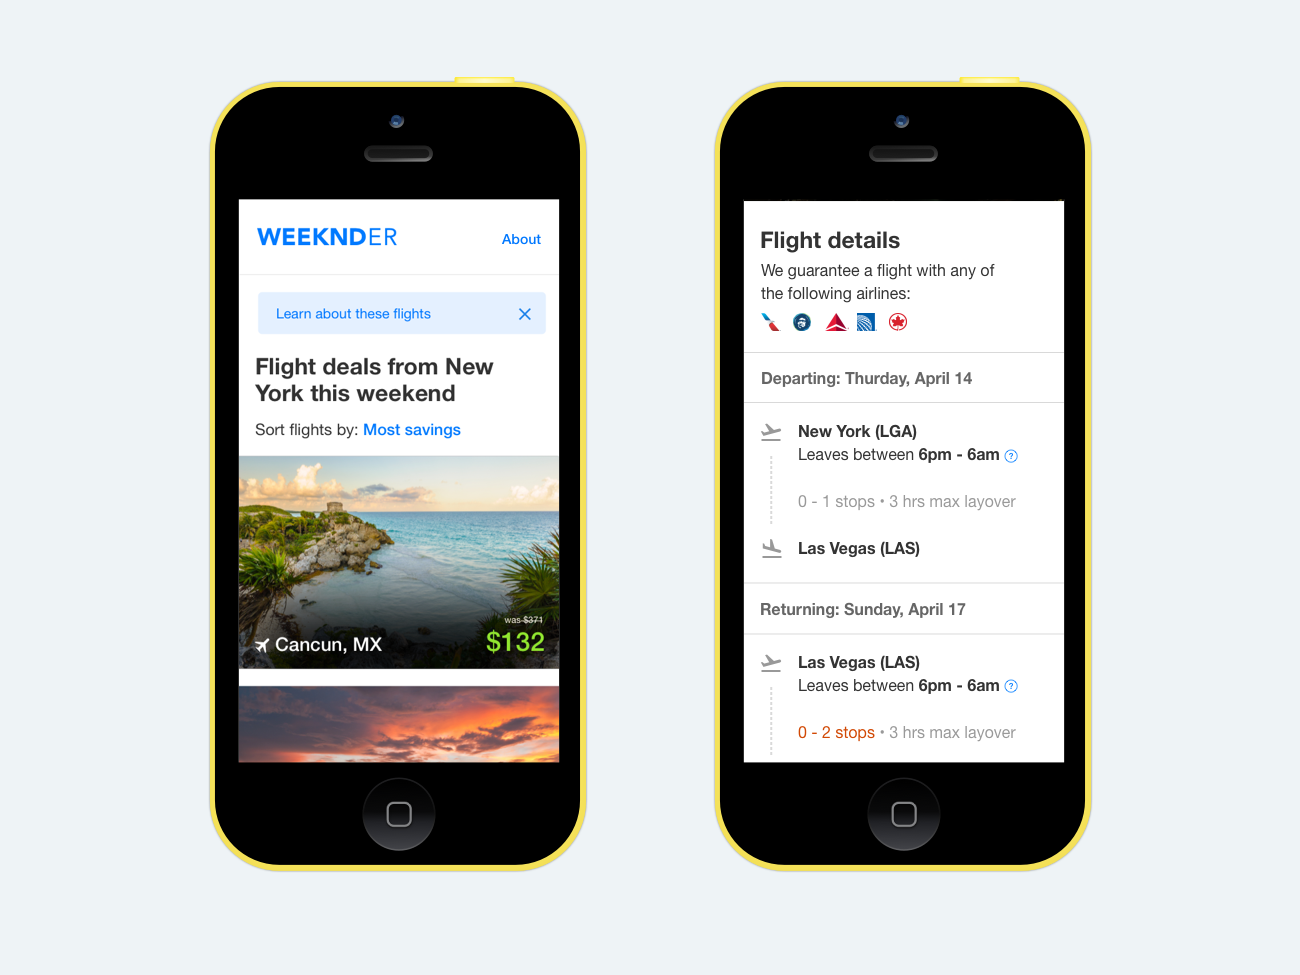 WEEKNDER
About
Learn about these flights
Flight deals from New
York this weekend
Sort flights by: Most savings
was $371
Cancun, MX
$132
Flight details
We guarantee a flight with any of
the following airlines:
Departing: Thurday, April 14
New York (LGA)
Leaves between 6pm - 6am ?
0 - 1 stops • 3 hrs max layover
Las Vegas (LAS)
Returning: Sunday, April 17
Las Vegas (LAS)
Leaves between 6pm - 6am ?
0 - 2 stops • 3 hrs max layover